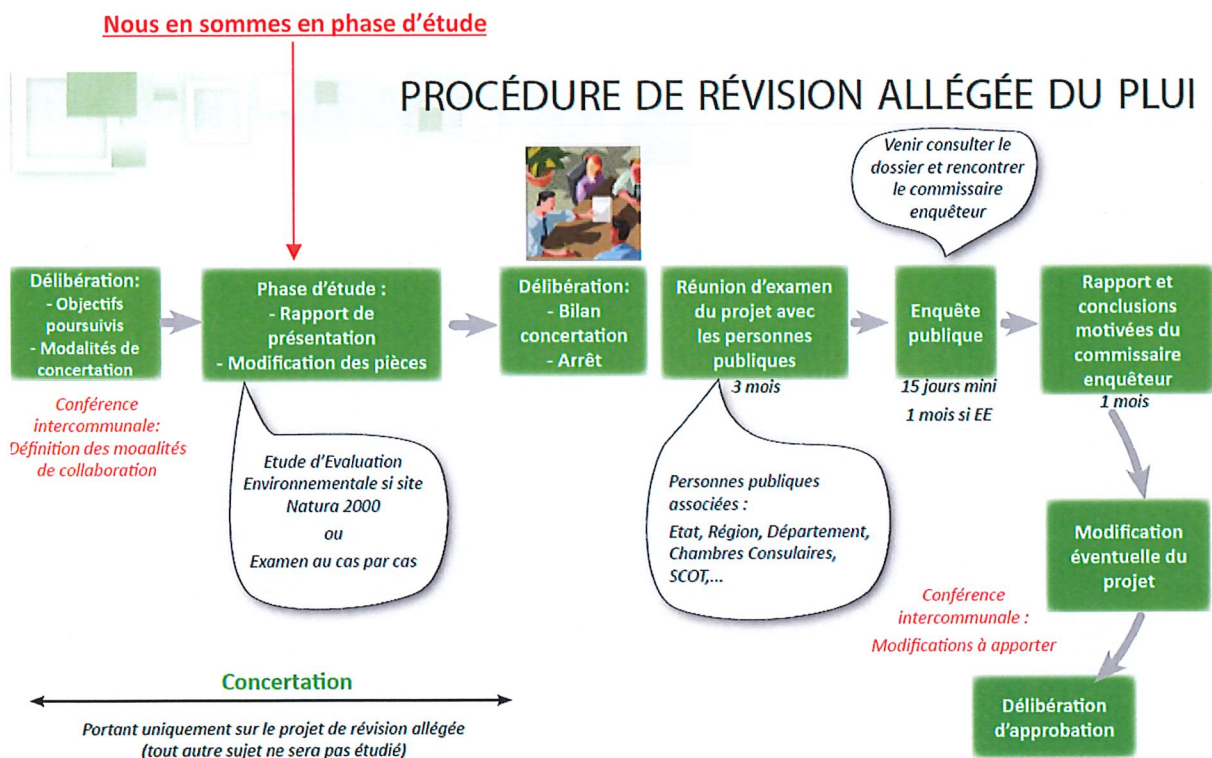 Nous en sommes en phase d'étude
PROCÉDURE DE RÉVISION ALLÉGÉE DU PLUI
Venir consulter le
dossier et rencontrer
le commissaire
enquêteur
Délibération:
- Objectifs
poursuivis
- Modalités de
concertation
Phase d'étude :
- Rapport de
présentation
- Modification des pièces
Délibération:
- Bilan
concertation
- Arrêt
Réunion d'examen
du projet avec
les personnes
publiques
3 mois
Enquête
publique
15 jours mini
1 mois si EE
Rapport et
conclusions
motivées du
commissaire
enquêteur
1 mois
Conférence
intercommunale:
Définition des modalités
de collaboration
Etude d'Evaluation
Environnementale si site
Natura 2000
ou
Examen au cas par cas
Personnes publiques
associées :
Etat, Région, Département,
Chambres Consulaires,
SCOT,...
Modification
éventuelle du
projet
Conférence
intercommunale :
Modifications à apporter
Délibération
d'approbation
Concertation
Portant uniquement sur le projet de révision allégée
(tout autre sujet ne sera pas étudié)